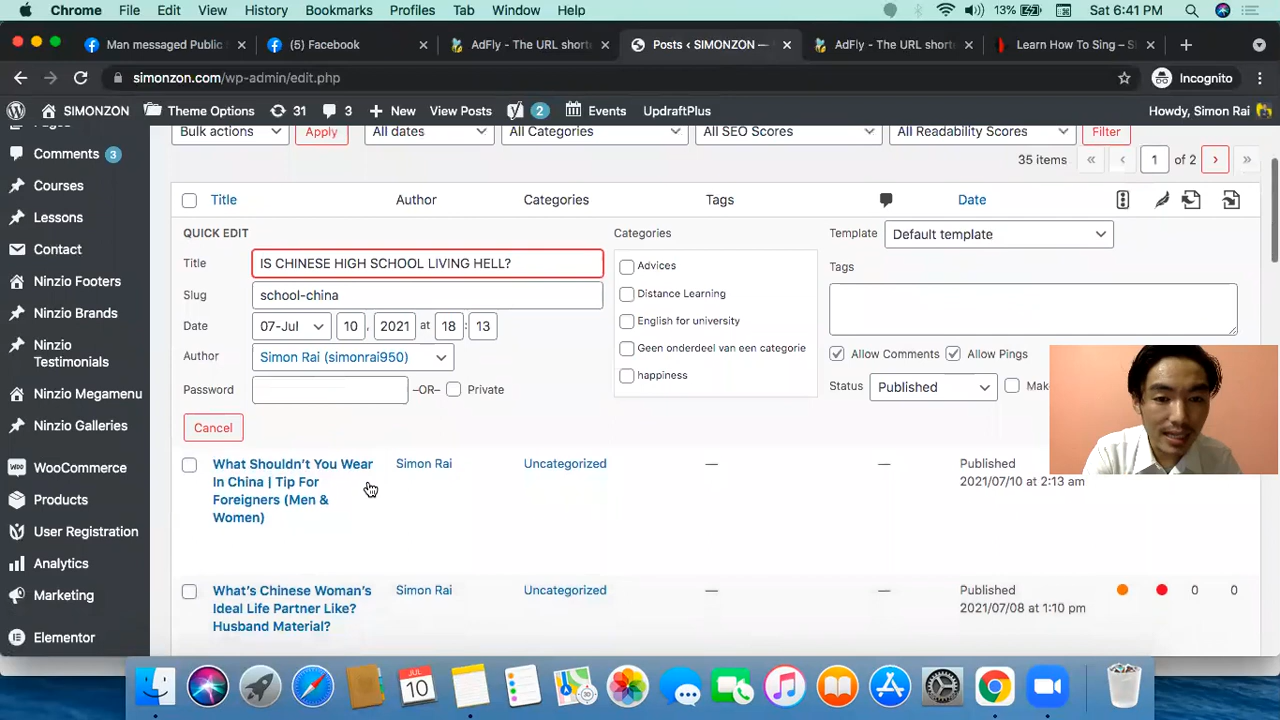 Chrome File Edit View History Bookmarks Profiles Tab Window Help 13% Sat 6:41 PM
Man messaged Public (5) Facebook AdFly - The URL shorte Posts ‹ SIMONZON — AdFly - The URL shorte Learn How To Sing – S
simonzon.com/wp-admin/edit.php Incognito
SIMONZON Theme Options 31 3 New View Posts 2 Events UpdraftPlus Howdy, Simon Rai
Comments 3
Courses
Lessons
Contact
Ninzio Footers
Ninzio Brands
Ninzio
Testimonials
Ninzio Megamenu
Ninzio Galleries
WooCommerce
Products
User Registration
Analytics
Marketing
Elementor
Bulk actions Apply All dates All Categories All SEO Scores All Readability Scores Filter
35 items « ‹ 1 of 2 › »
Title Author Categories Tags Date
QUICK EDIT
Title IS CHINESE HIGH SCHOOL LIVING HELL?
Slug school-china
Date 07-Jul 10 , 2021 at 18 : 13
Author Simon Rai (simonrai950)
Password –OR– Private
Cancel
Categories
Advices
Distance Learning
English for university
Geen onderdeel van een categorie
happiness
Template Default template
Tags
Allow Comments Allow Pings
Status Published
What Shouldn't You Wear
In China | Tip For
Foreigners (Men &
Women)
Simon Rai Uncategorized — — Published
2021/07/10 at 2:13 am
What's Chinese Woman's
Ideal Life Partner Like?
Husband Material?
Simon Rai Uncategorized — — Published
2021/07/08 at 1:10 pm
0 0
JUL
10